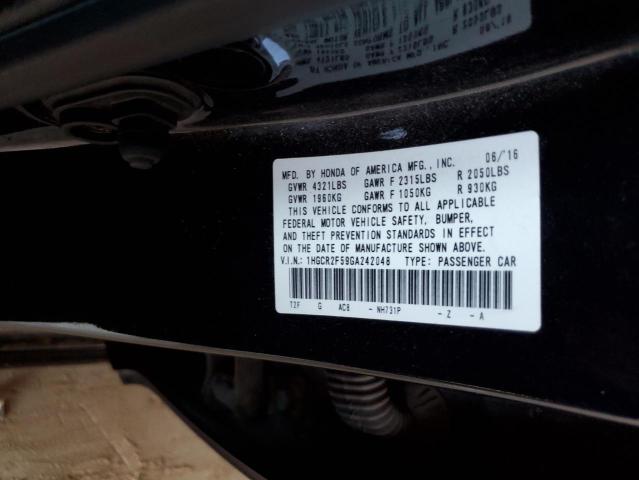 MFD. BY HONDA OF AMERICA MFG., INC. 06/'16
GVWR 4321LBS GAWR F 2315LBS R 2050LBS
GVWR 1960KG GAWR F 1050KG R 930KG
THIS VEHICLE CONFORMS TO ALL APPLICABLE
FEDERAL MOTOR VEHICLE SAFETY, BUMPER,
AND THEFT PREVENTION STANDARDS IN EFFECT
ON THE DATE OF MANUFACTURE SHOWN ABOVE.
V.I.N.: 1HGCR2F59GA242048 TYPE: PASSENGER CAR
T2F G AC8 - NH731P - Z - A